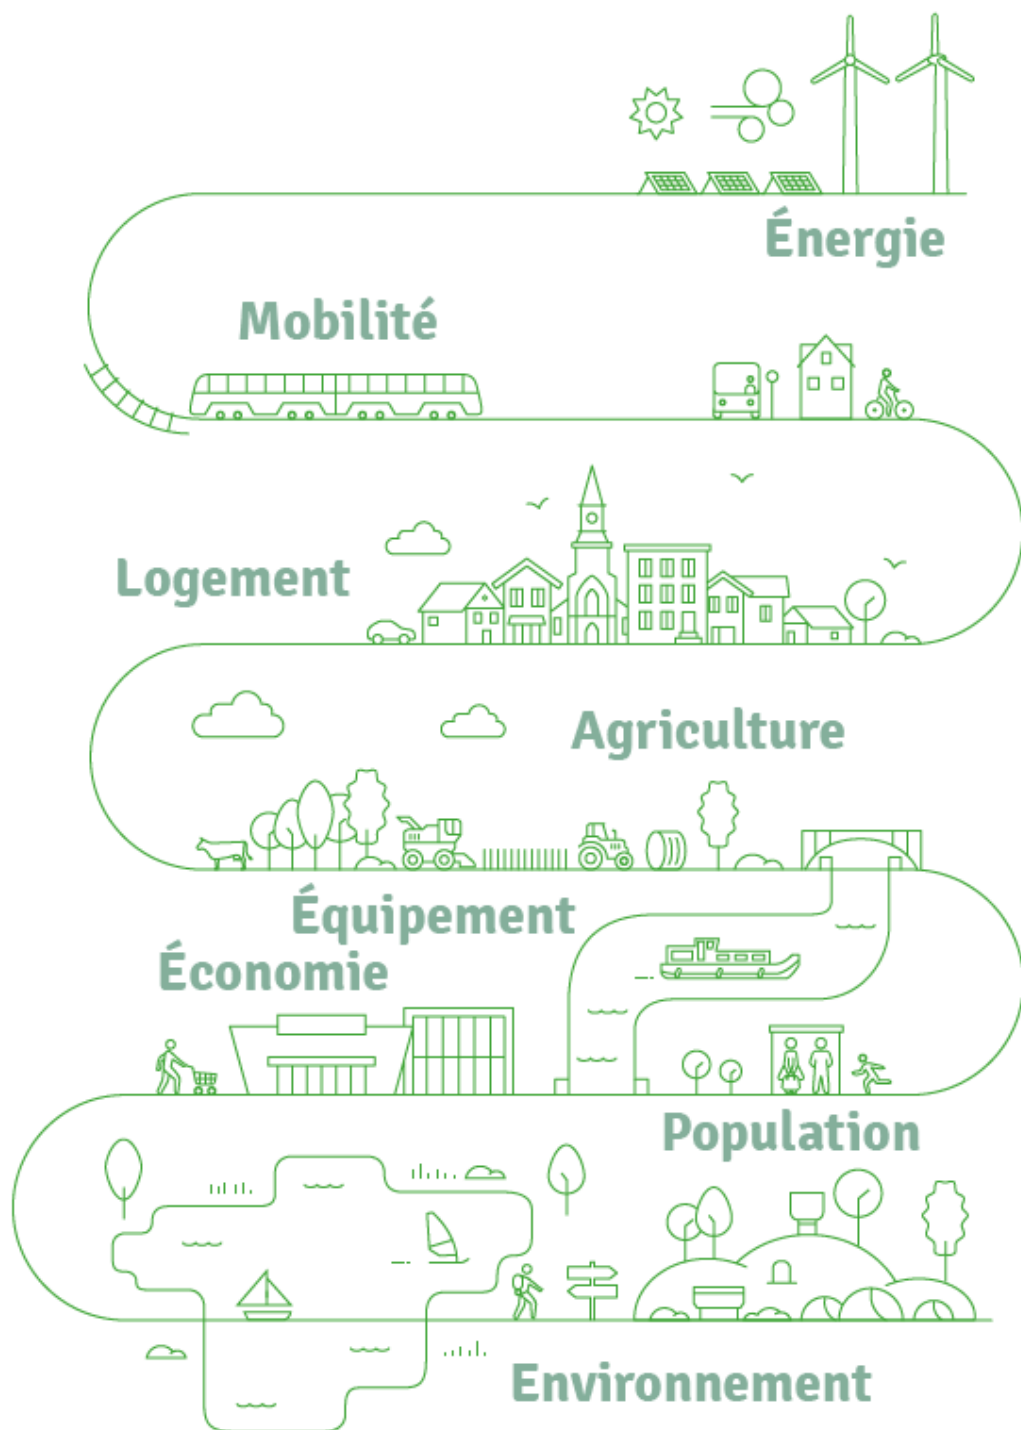 Énergie
Mobilité
Logement
Agriculture
Équipement
Économie
Population
Environnement